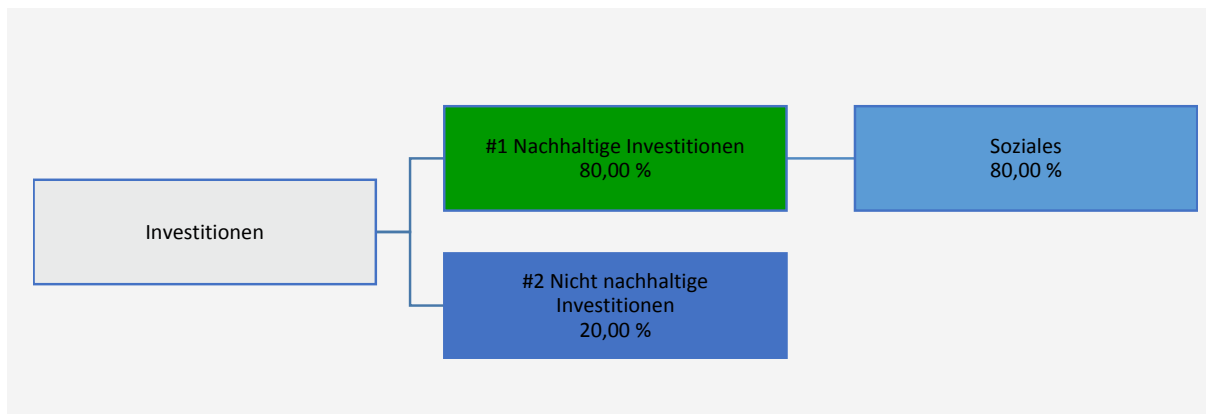 Investitionen
#1 Nachhaltige Investitionen
80,00 %
Soziales
80,00 %
#2 Nicht nachhaltige
Investitionen
20,00 %